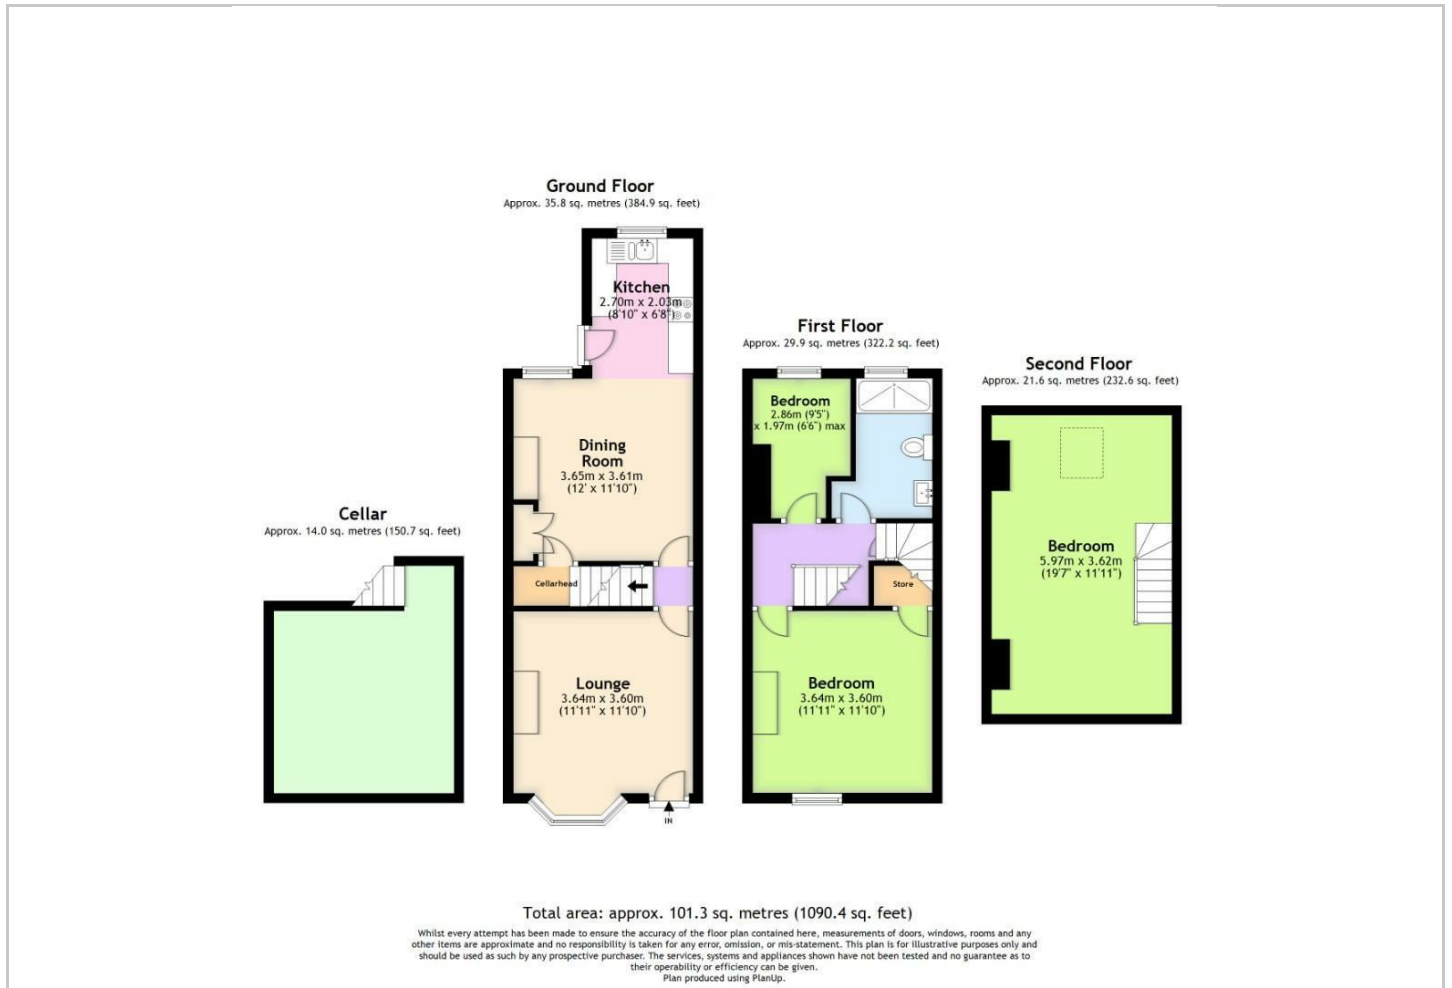 Ground Floor
Approx. 35.8 sq. metres (384.9 sq. feet)
Kitchen
2.70m x 2.03m
(8'10" x 6'8")
Dining
Room
3.65m x 3.61m
(12' x 11'10")
Cellarhead
Lounge
3.64m x 3.60m
(11'11" x 11'10")
IN
First Floor
Approx. 29.9 sq. metres (322.2 sq. feet)
Bedroom
2.86m (9'5")
x 1.97m (6'6") max
Store
Bedroom
3.64m x 3.60m
(11'11" x 11'10")
Second Floor
Approx. 21.6 sq. metres (232.6 sq. feet)
Bedroom
5.97m x 3.62m
(19'7" x 11'11")
Cellar
Approx. 14.0 sq. metres (150.7 sq. feet)
Total area: approx. 101.3 sq. metres (1090.4 sq. feet)
Whilst every attempt has been made to ensure the accuracy of the floor plan contained here, measurements of doors, windows, rooms and any
other items are approximate and no responsibility is taken for any error, omission, or mis-statement. This plan is for illustrative purposes only and
should be used as such by any prospective purchaser. The services, systems and appliances shown have not been tested and no guarantee as to
their operability or efficiency can be given.
Plan produced using PlanUp.